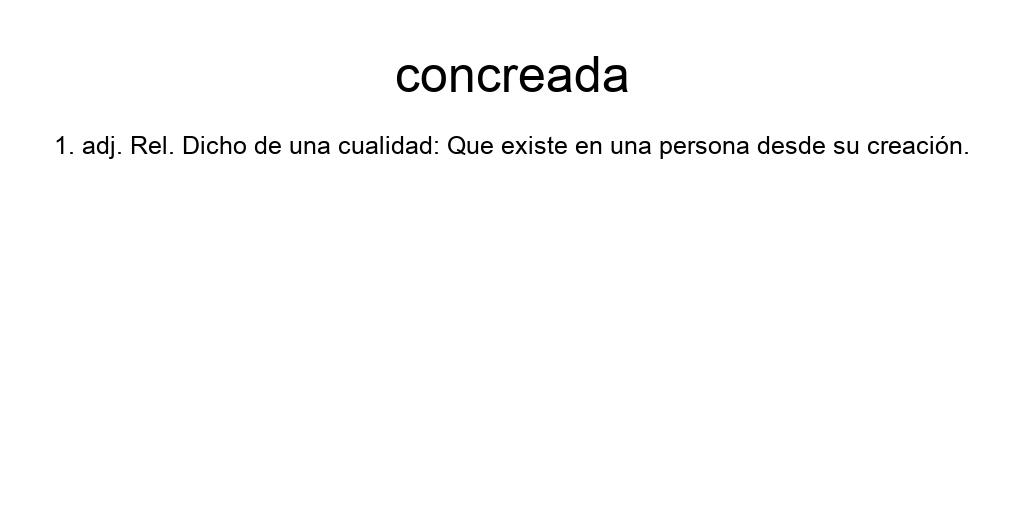 concreada
1. adj. Rel. Dicho de una cualidad: Que existe en una persona desde su creación.